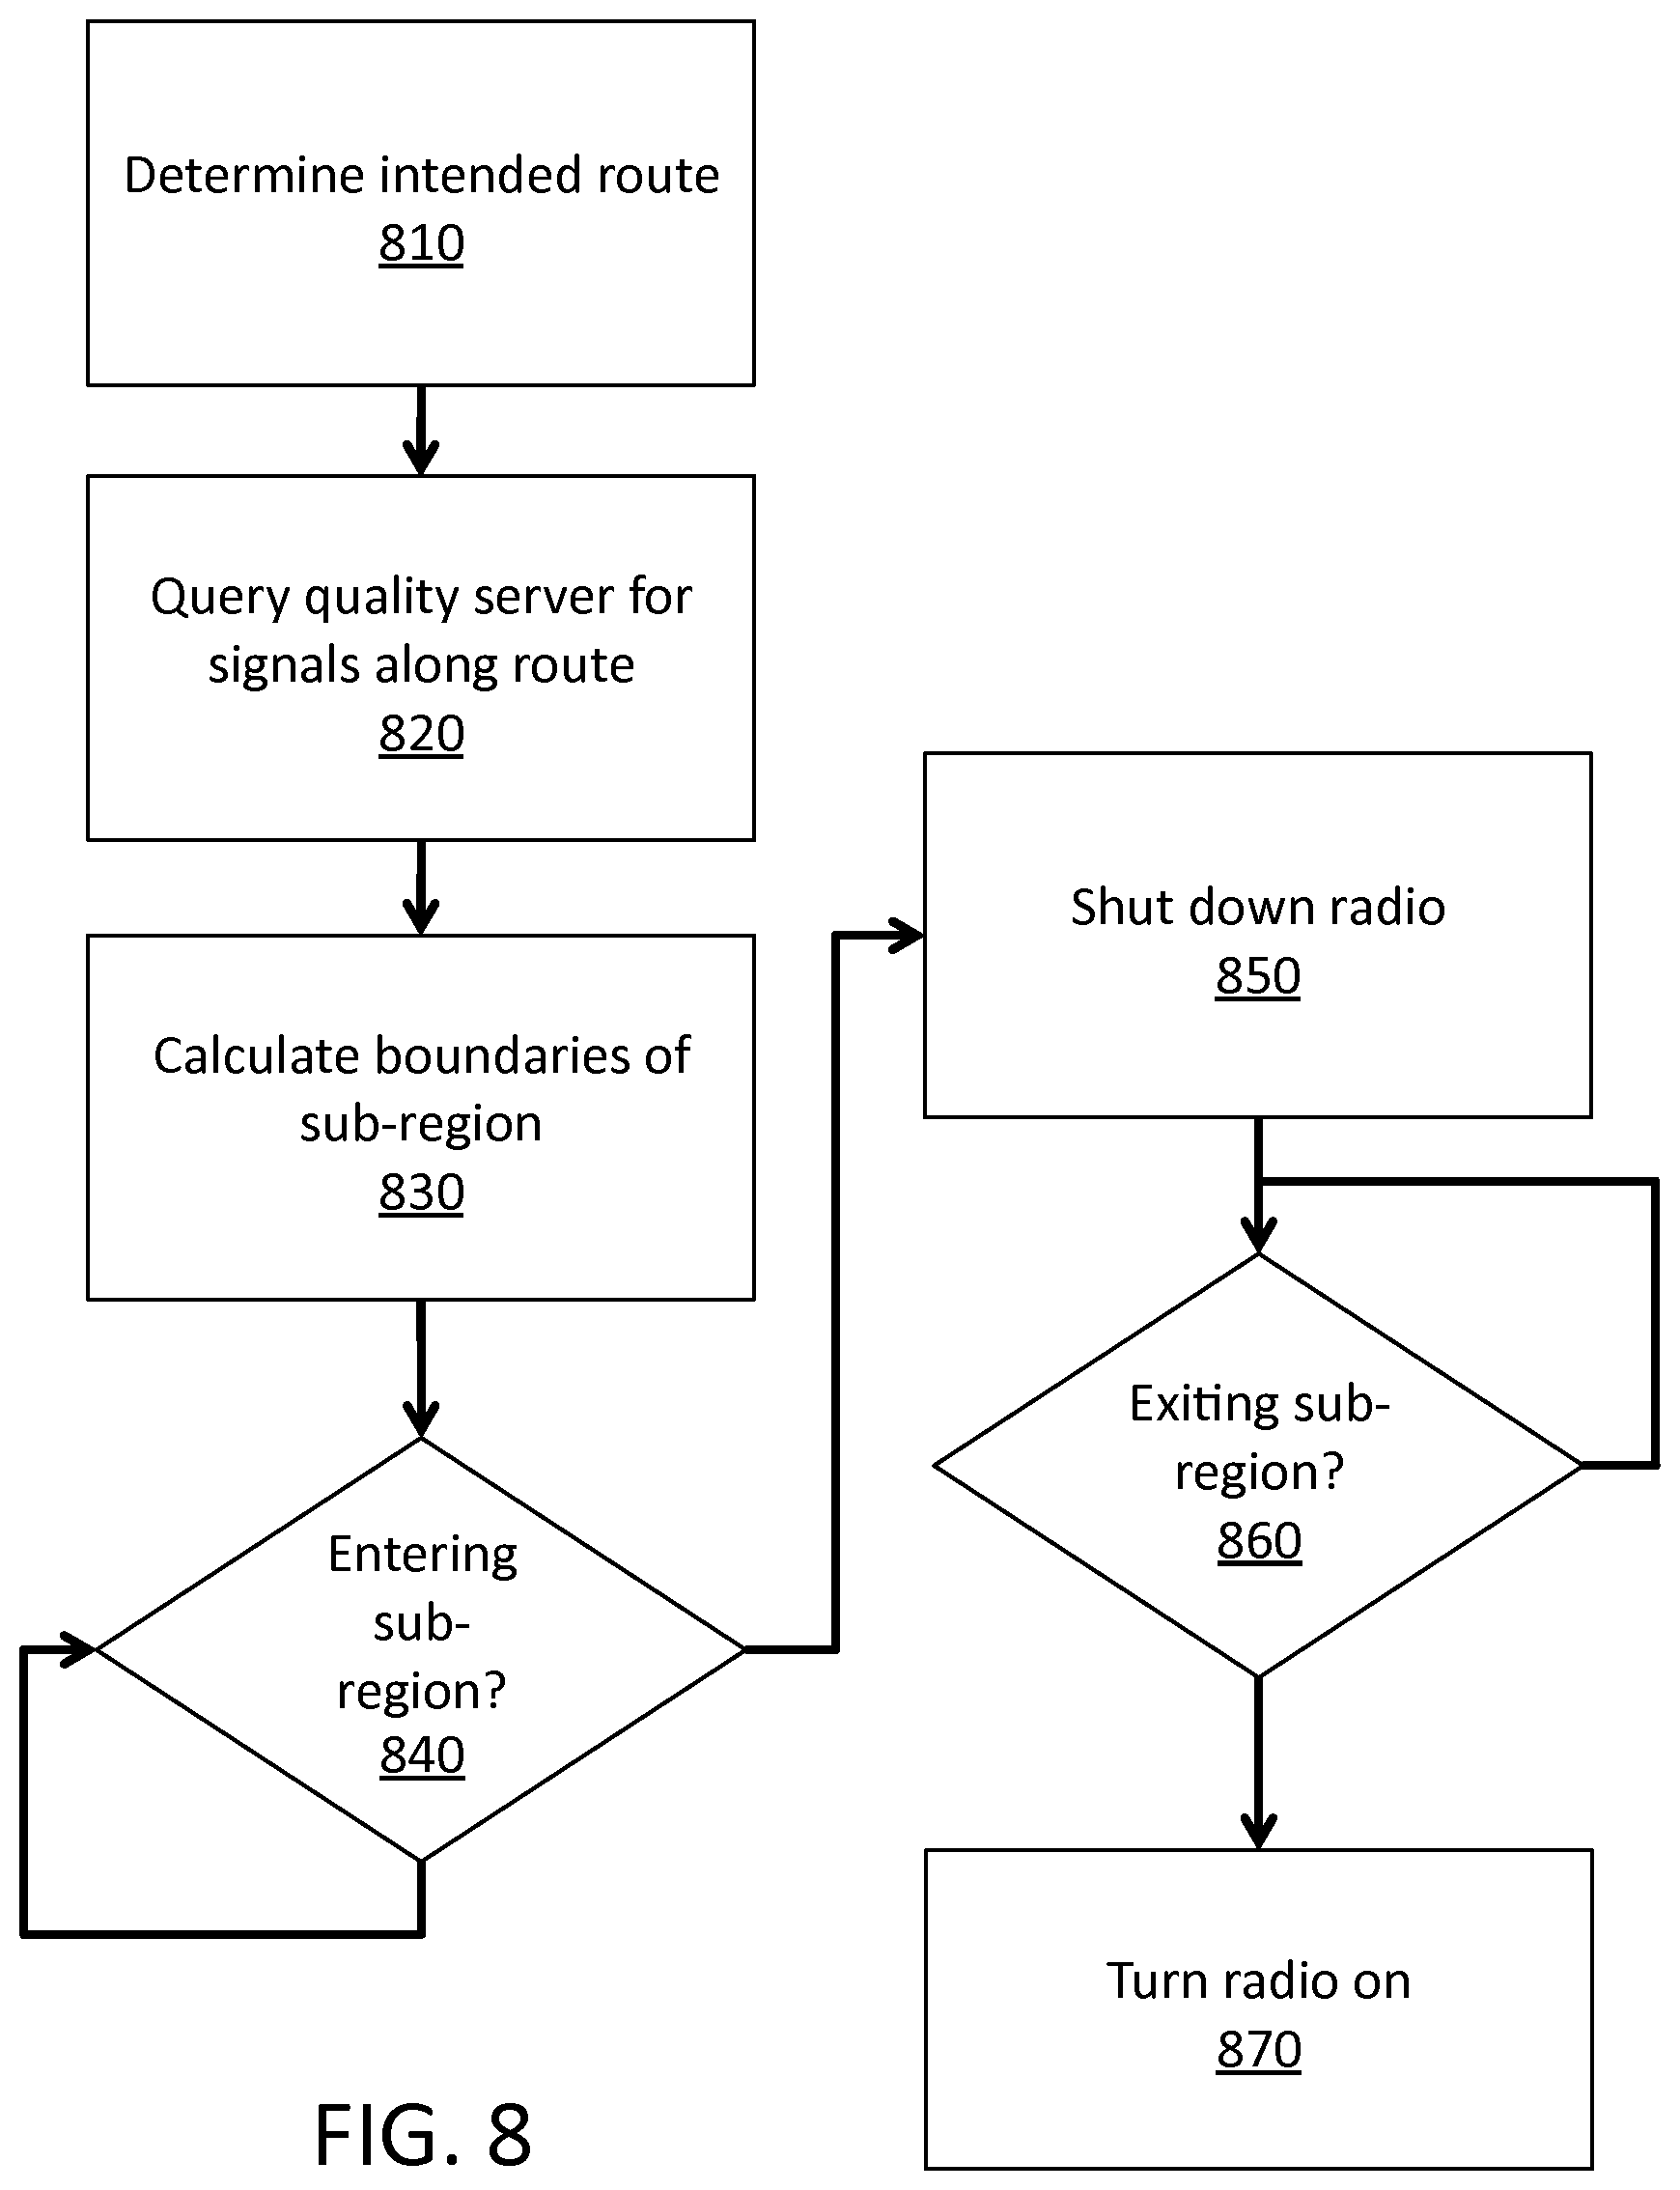 Determine intended route
810
Query quality server for
signals along route
820
Calculate boundaries of
sub-region
830
Entering
sub-
region?
840
Shut down radio
850
Exiting sub-
region?
860
Turn radio on
870
FIG. 8